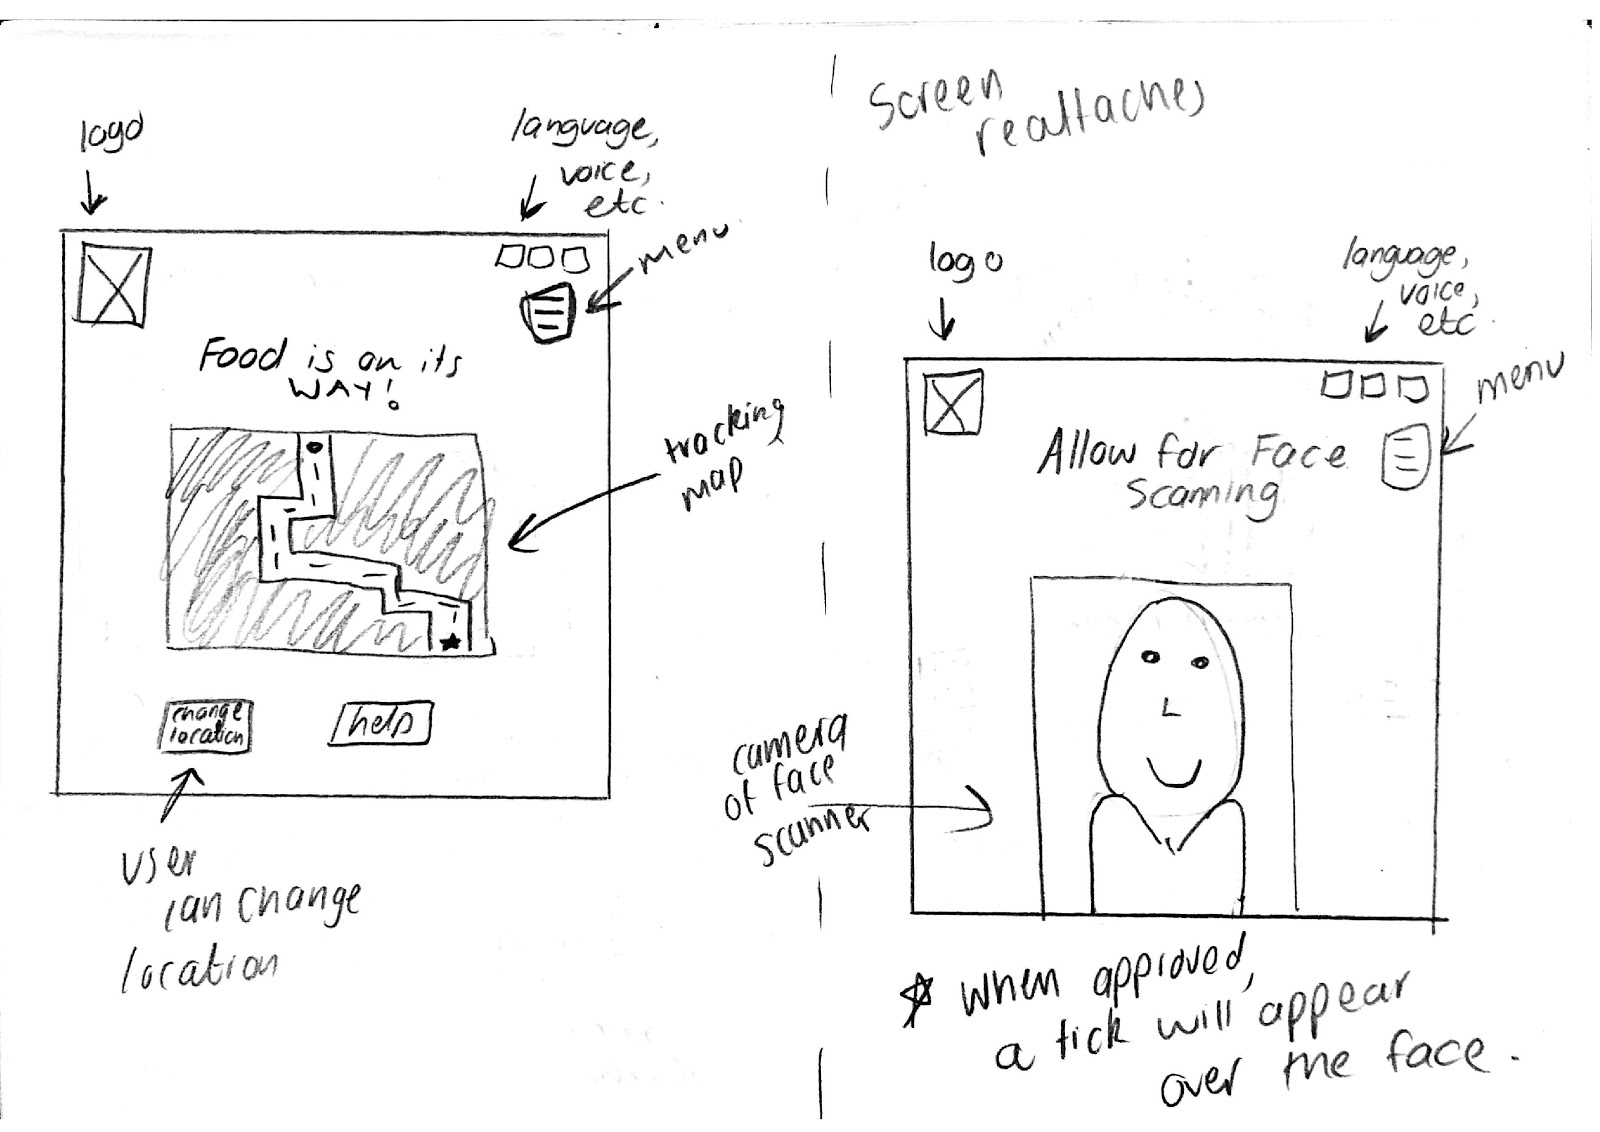 logo
language,
voice,
etc.
menu
Food is on its
WAY!
tracking
map
change
location
help
user
can change
location
Screen
reattaches
logo
language,
voice,
etc.
menu
Allow for Face
Scanning
camera
of face
scanner
When approved,
a tick will appear
over the face.